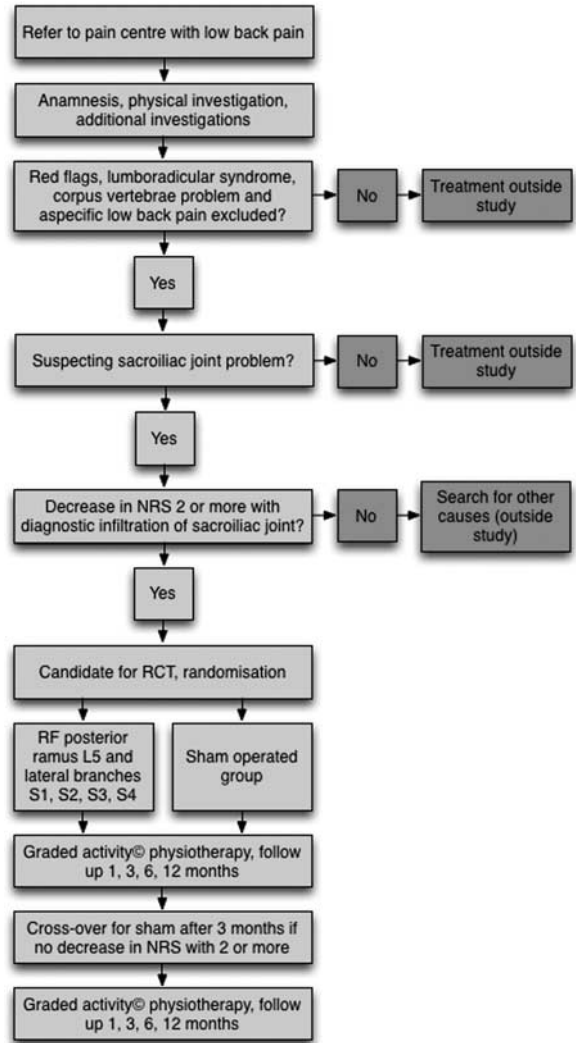 Refer to pain centre with low back pain
Anamnesis, physical investigation,
additional investigations
Red flags, lumboradicular syndrome,
corpus vertebrae problem and
aspecific low back pain excluded?
No
Treatment outside
study
Yes
Suspecting sacroiliac joint problem?
No
Treatment outside
study
Yes
Decrease in NRS 2 or more with
diagnostic infiltration of sacroiliac joint?
No
Search for other
causes (outside
study)
Yes
Candidate for RCT, randomisation
RF posterior
ramus L5 and
lateral branches
S1, S2, S3, S4
Sham operated
group
Graded activity© physiotherapy, follow
up 1, 3, 6, 12 months
Cross-over for sham after 3 months if
no decrease in NRS with 2 or more
Graded activity© physiotherapy, follow
up 1, 3, 6, 12 months